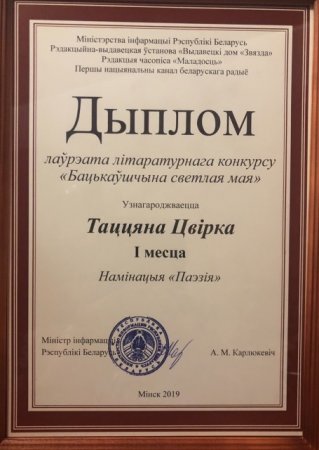 Міністэрства інфармацыі Рэспублікі Беларусь
Рэдакцыйна-выдавецкая ўстанова «Выдавецкі дом «Звязда»
Рэдакцыя часопіса «Маладосць»
Першы нацыянальны канал беларускага радыё
Дыплом
лаўрэата літаратурнага конкурсу
«Бацькаўшчына светлая мая»
Узнагароджваецца
Таццяна Цвірка
I месца
Намінацыя «Паэзія»
Міністр інфармацыі
Рэспублікі Беларусь
А. М. Карлюкевіч
Мінск 2019